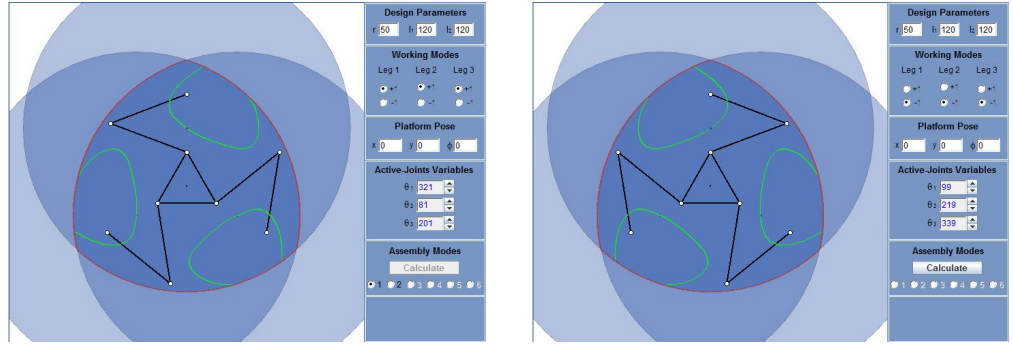 Design Parameters
r 50 l₁ 120 l₂ 120
Working Modes
Leg 1 Leg 2 Leg 3
+1 +1 +1
-1 -1 -1
Platform Pose
x 0 y 0 ϕ 0
Active-Joints Variables
θ₁ 321
θ₂ 81
θ₃ 201
Assembly Modes
Calculate
1 2 3 4 5 6
Design Parameters
r 50 l₁ 120 l₂ 120
Working Modes
Leg 1 Leg 2 Leg 3
+1 +1 +1
-1 -1 -1
Platform Pose
x 0 y 0 ϕ 0
Active-Joints Variables
θ₁ 99
θ₂ 219
θ₃ 339
Assembly Modes
Calculate
1 2 3 4 5 6